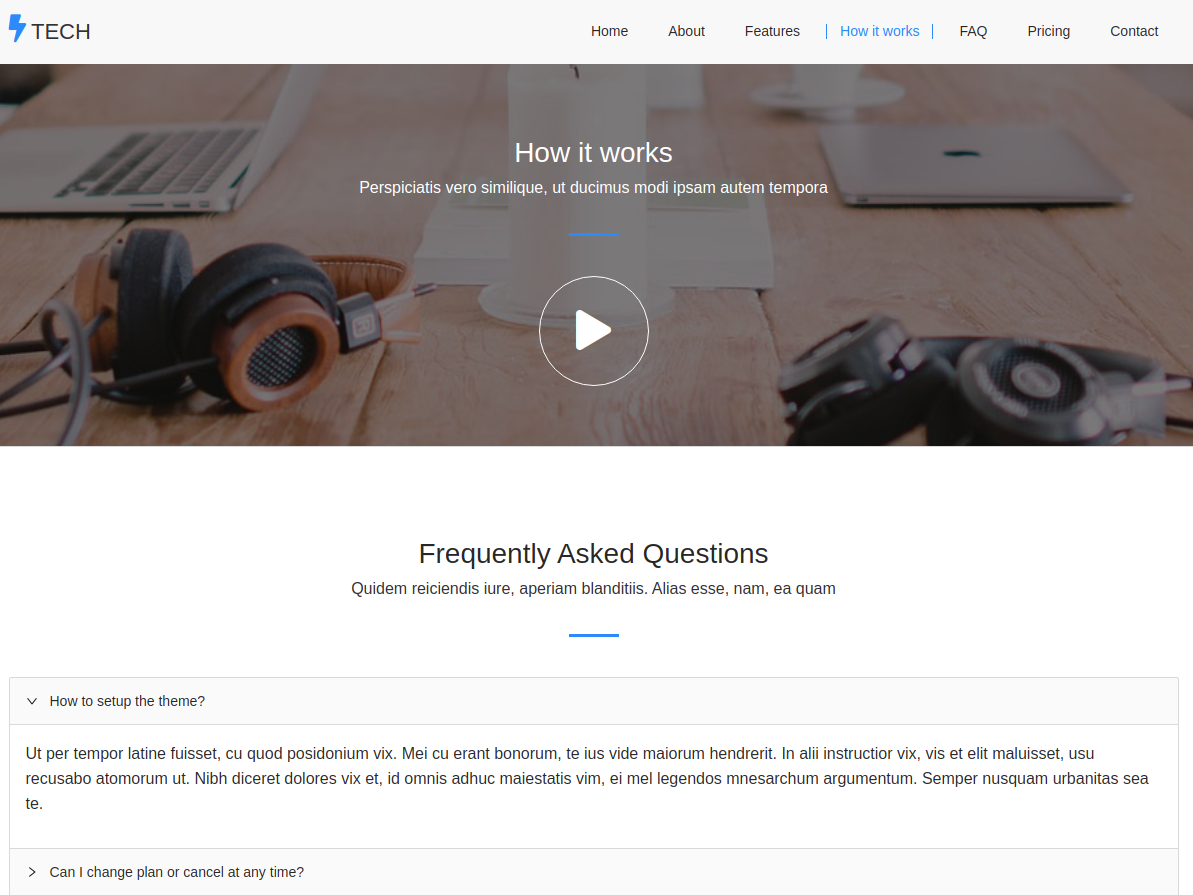 TECH
Home About Features How it works FAQ Pricing Contact
How it works
Perspiciatis vero similique, ut ducimus modi ipsam autem tempora
Frequently Asked Questions
Quidem reiciendis iure, aperiam blanditiis. Alias esse, nam, ea quam
How to setup the theme?
Ut per tempor latine fuisset, cu quod posidonium vix. Mei cu erant bonorum, te ius vide maiorum hendrerit. In alii instructior vix, vis et elit maluisset, usu
recusabo atomorum ut. Nibh diceret dolores vix et, id omnis adhuc maiestatis vim, ei mel legendos mnesarchum argumentum. Semper nusquam urbanitas sea
te.
Can I change plan or cancel at any time?